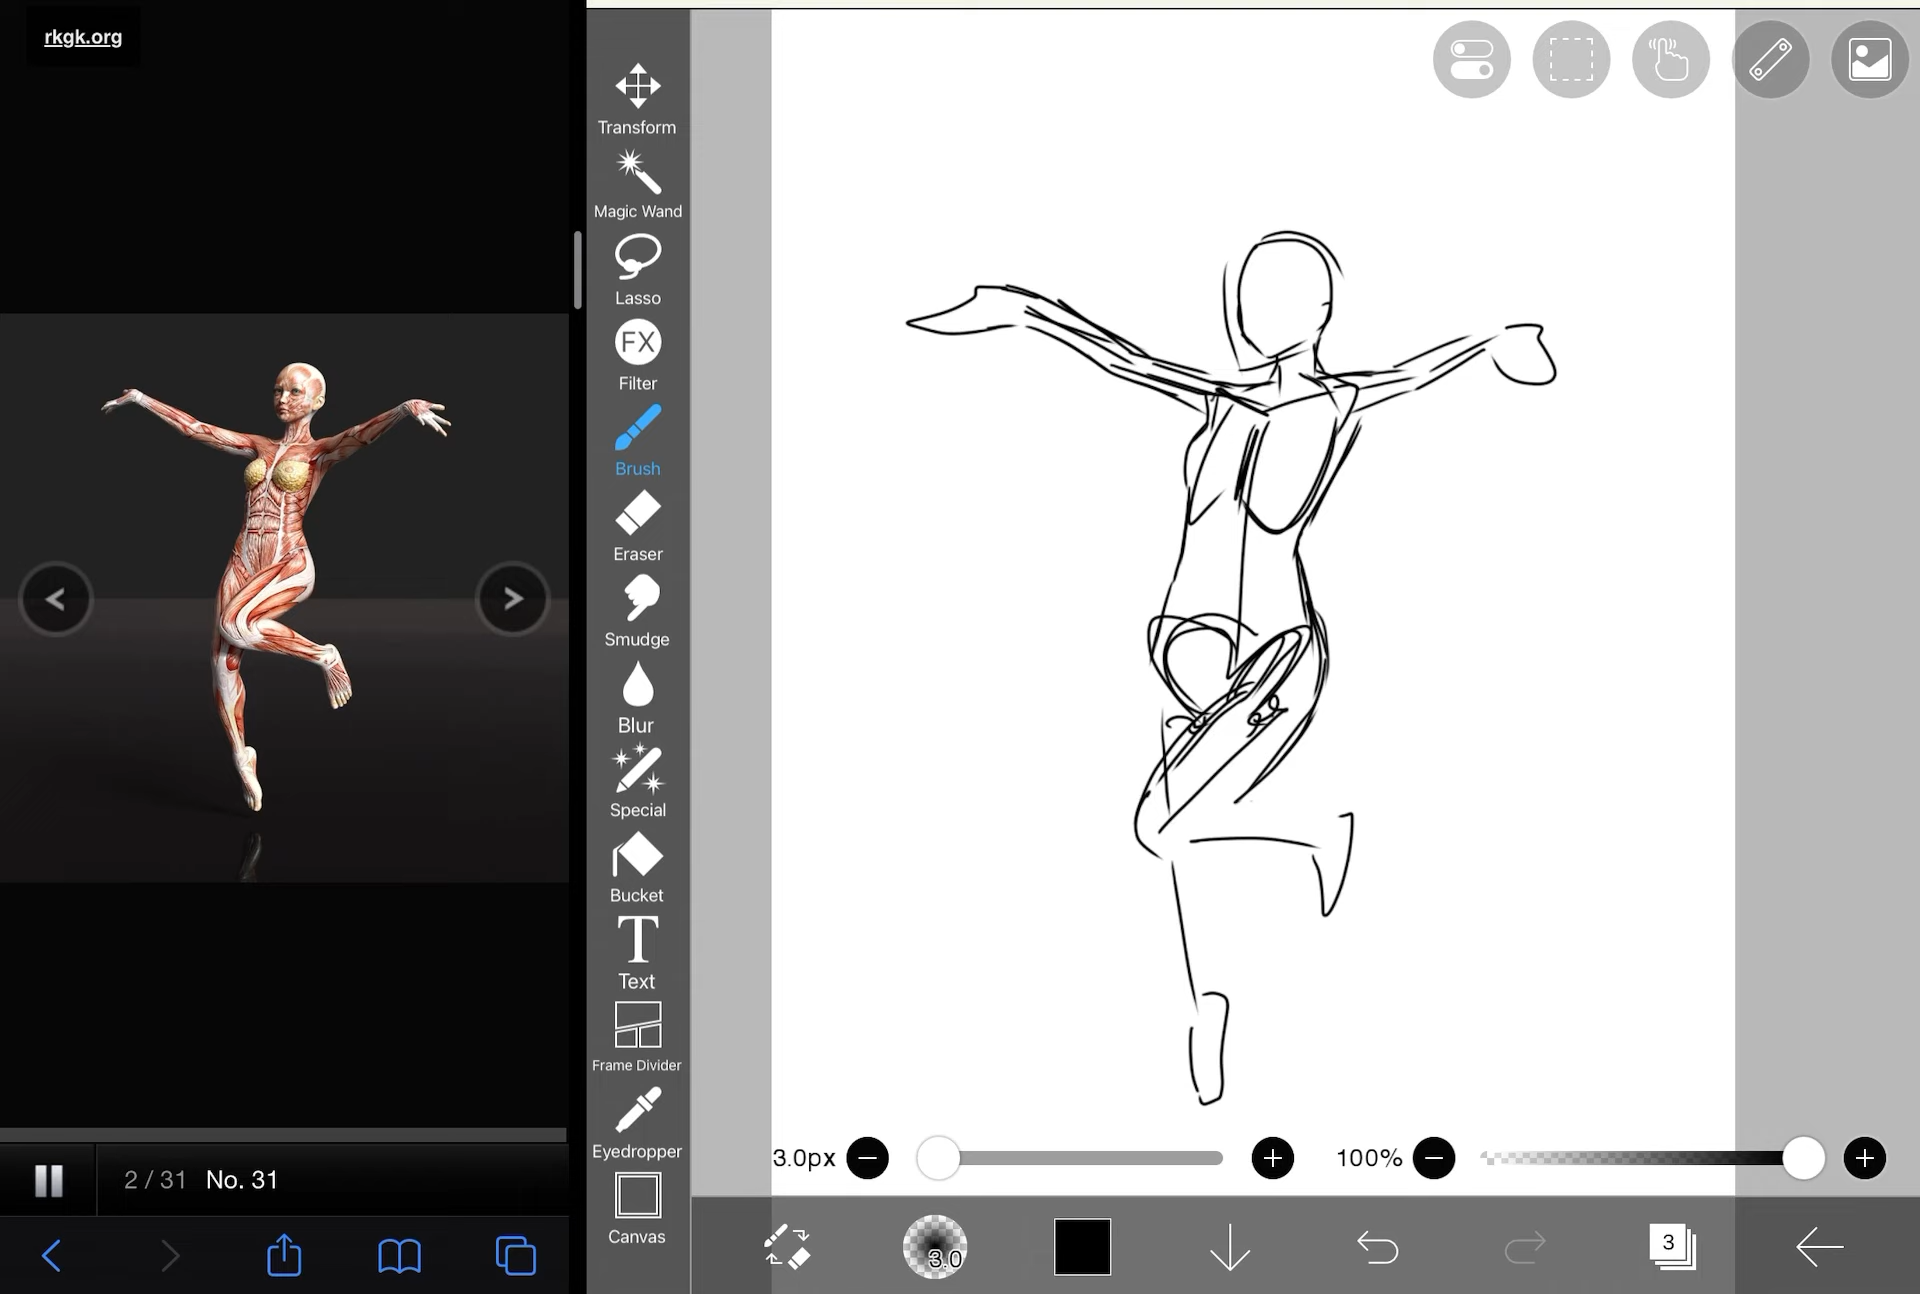 rkgk.org
<
>
2 / 31 No. 31
Transform
Magic Wand
Lasso
FX
Filter
Brush
Eraser
Smudge
Blur
Special
Bucket
T
Text
Frame Divider
Eyedropper
Canvas
3.0px
100%
3.0
3